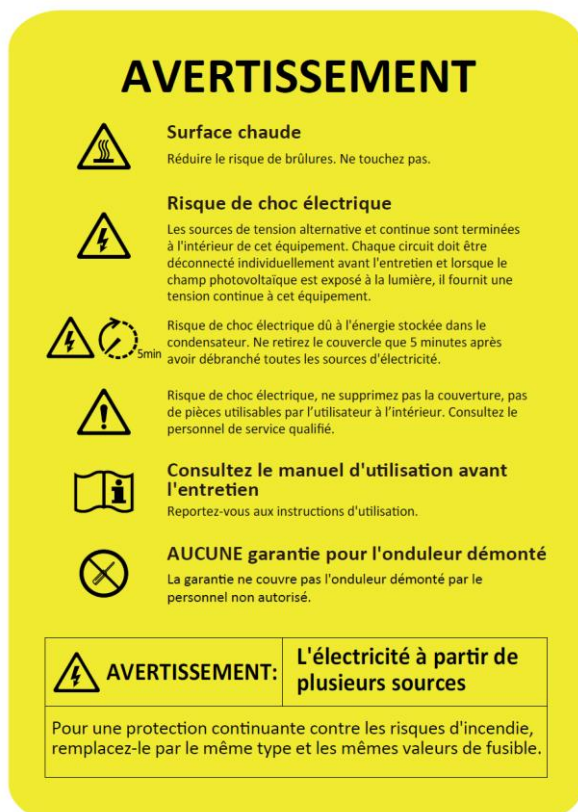 AVERTISSEMENT
Surface chaude
Réduire le risque de brûlures. Ne touchez pas.
Risque de choc électrique
Les sources de tension alternative et continue sont terminées
à l'intérieur de cet équipement. Chaque circuit doit être
déconnecté individuellement avant l'entretien et lorsque le
champ photovoltaïque est exposé à la lumière, il fournit une
tension continue à cet équipement.
5min
Risque de choc électrique dû à l'énergie stockée dans le
condensateur. Ne retirez le couvercle que 5 minutes après
avoir débranché toutes les sources d'électricité.
Risque de choc électrique, ne supprimez pas la couverture, pas
de pièces utilisables par l'utilisateur à l'intérieur. Consultez le
personnel de service qualifié.
Consultez le manuel d'utilisation avant
l'entretien
Reportez-vous aux instructions d'utilisation.
AUCUNE garantie pour l'onduleur démonté
La garantie ne couvre pas l'onduleur démonté par le
personnel non autorisé.
AVERTISSEMENT:
L'électricité à partir de
plusieurs sources
Pour une protection continuante contre les risques d'incendie,
remplacez-le par le même type et les mêmes valeurs de fusible.